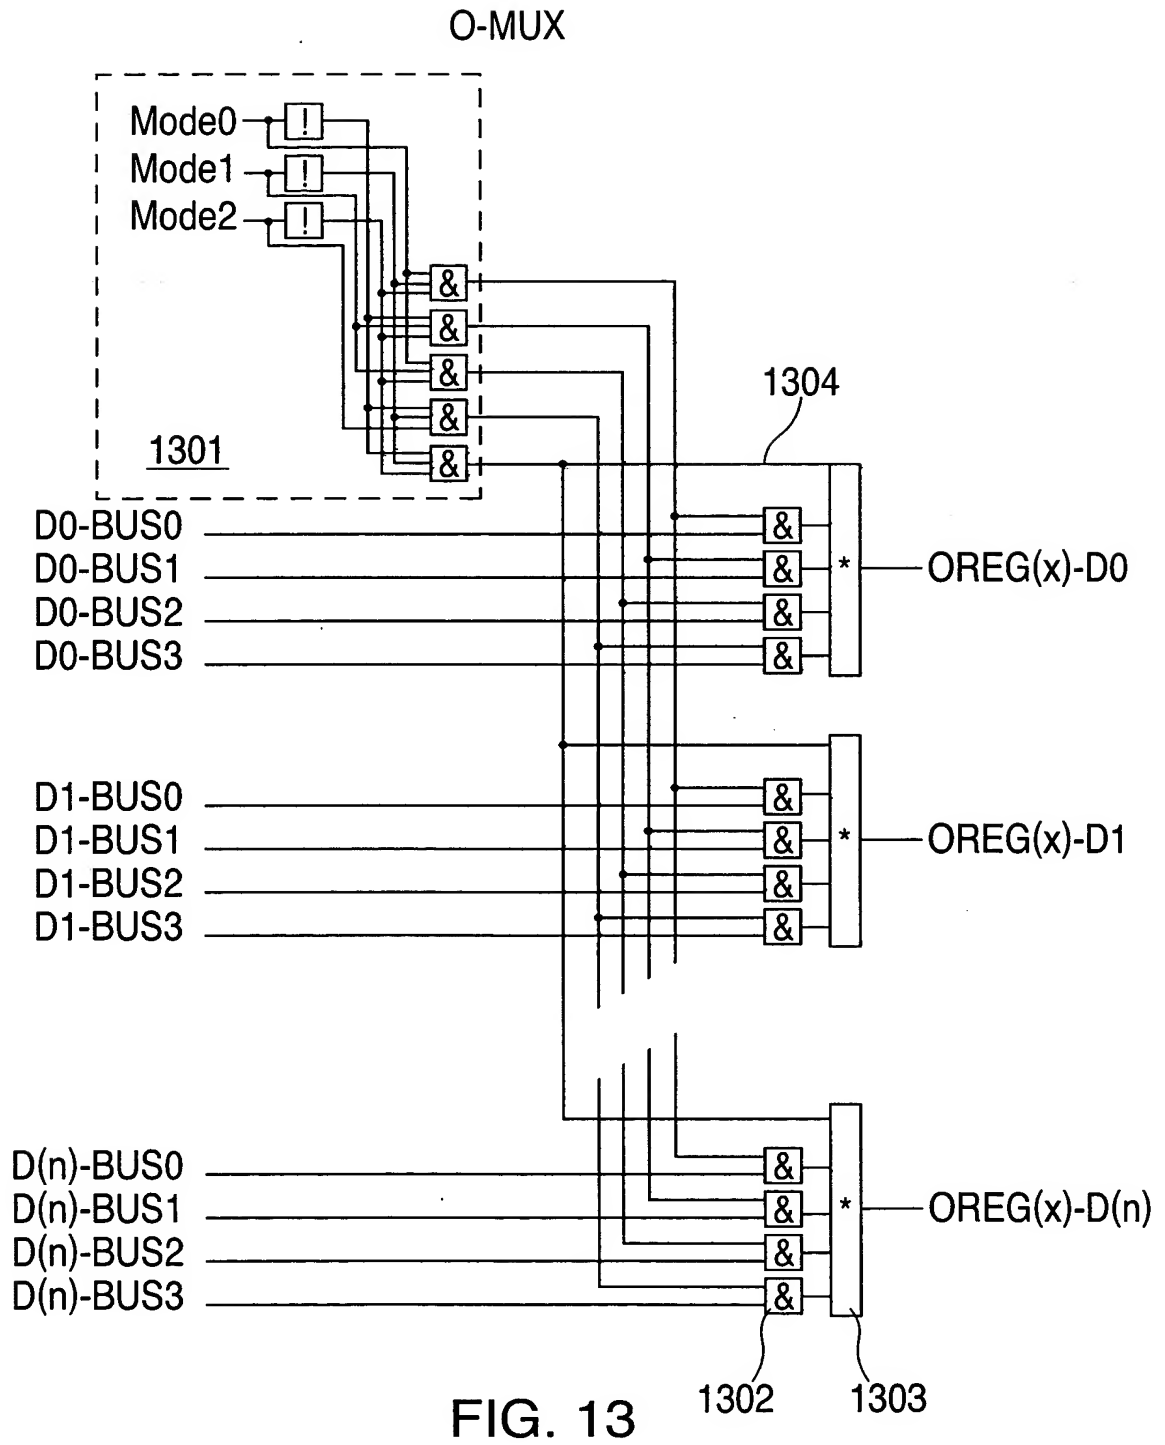 O-MUX
Mode0 !
Mode1 !
Mode2 !
&
&
&
&
&
1301
1304
D0-BUS0 &
D0-BUS1 & * OREG(x)-D0
D0-BUS2 &
D0-BUS3 &
D1-BUS0 &
D1-BUS1 & * OREG(x)-D1
D1-BUS2 &
D1-BUS3 &
D(n)-BUS0 &
D(n)-BUS1 & * OREG(x)-D(n)
D(n)-BUS2 &
D(n)-BUS3 &
1302 1303
FIG. 13